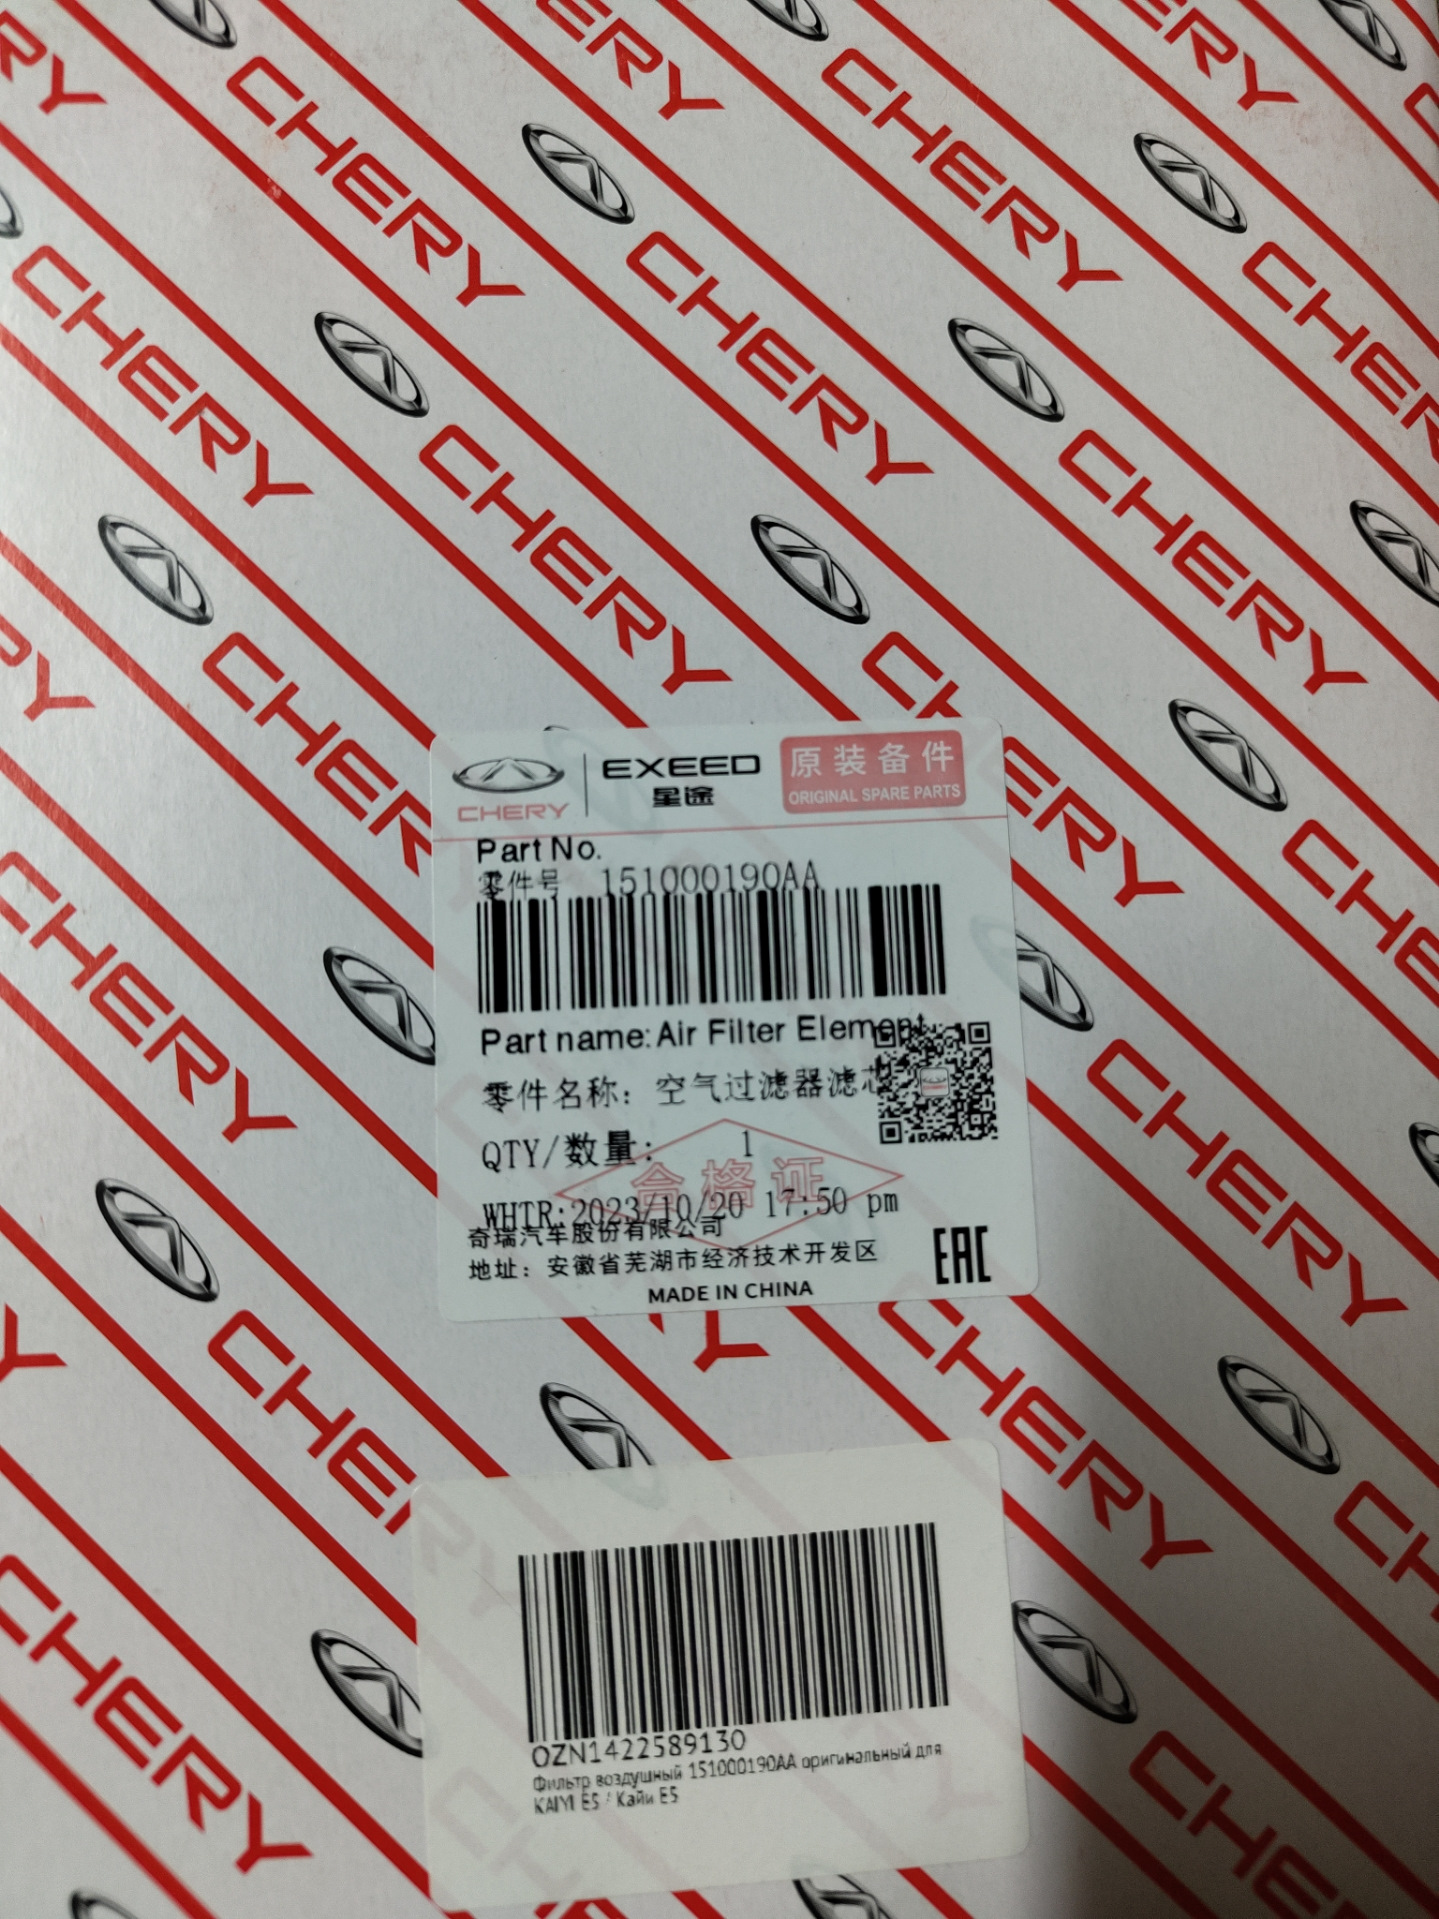 CHERY
EXEED
星途
原装备件
ORIGINAL SPARE PARTS
Part No.
零件号 151000190AA
Part name: Air Filter Element
零件名称: 空气过滤器滤芯
QTY/数量: 1
合格证
WHTR:2023/10/20 17:50 pm
奇瑞汽车股份有限公司
地址: 安徽省芜湖市经济技术开发区
EAC
MADE IN CHINA
OZN1422589130
Фильтр воздушный 151000190AA оригинальный для
KAIYI E5 / Кайи E5